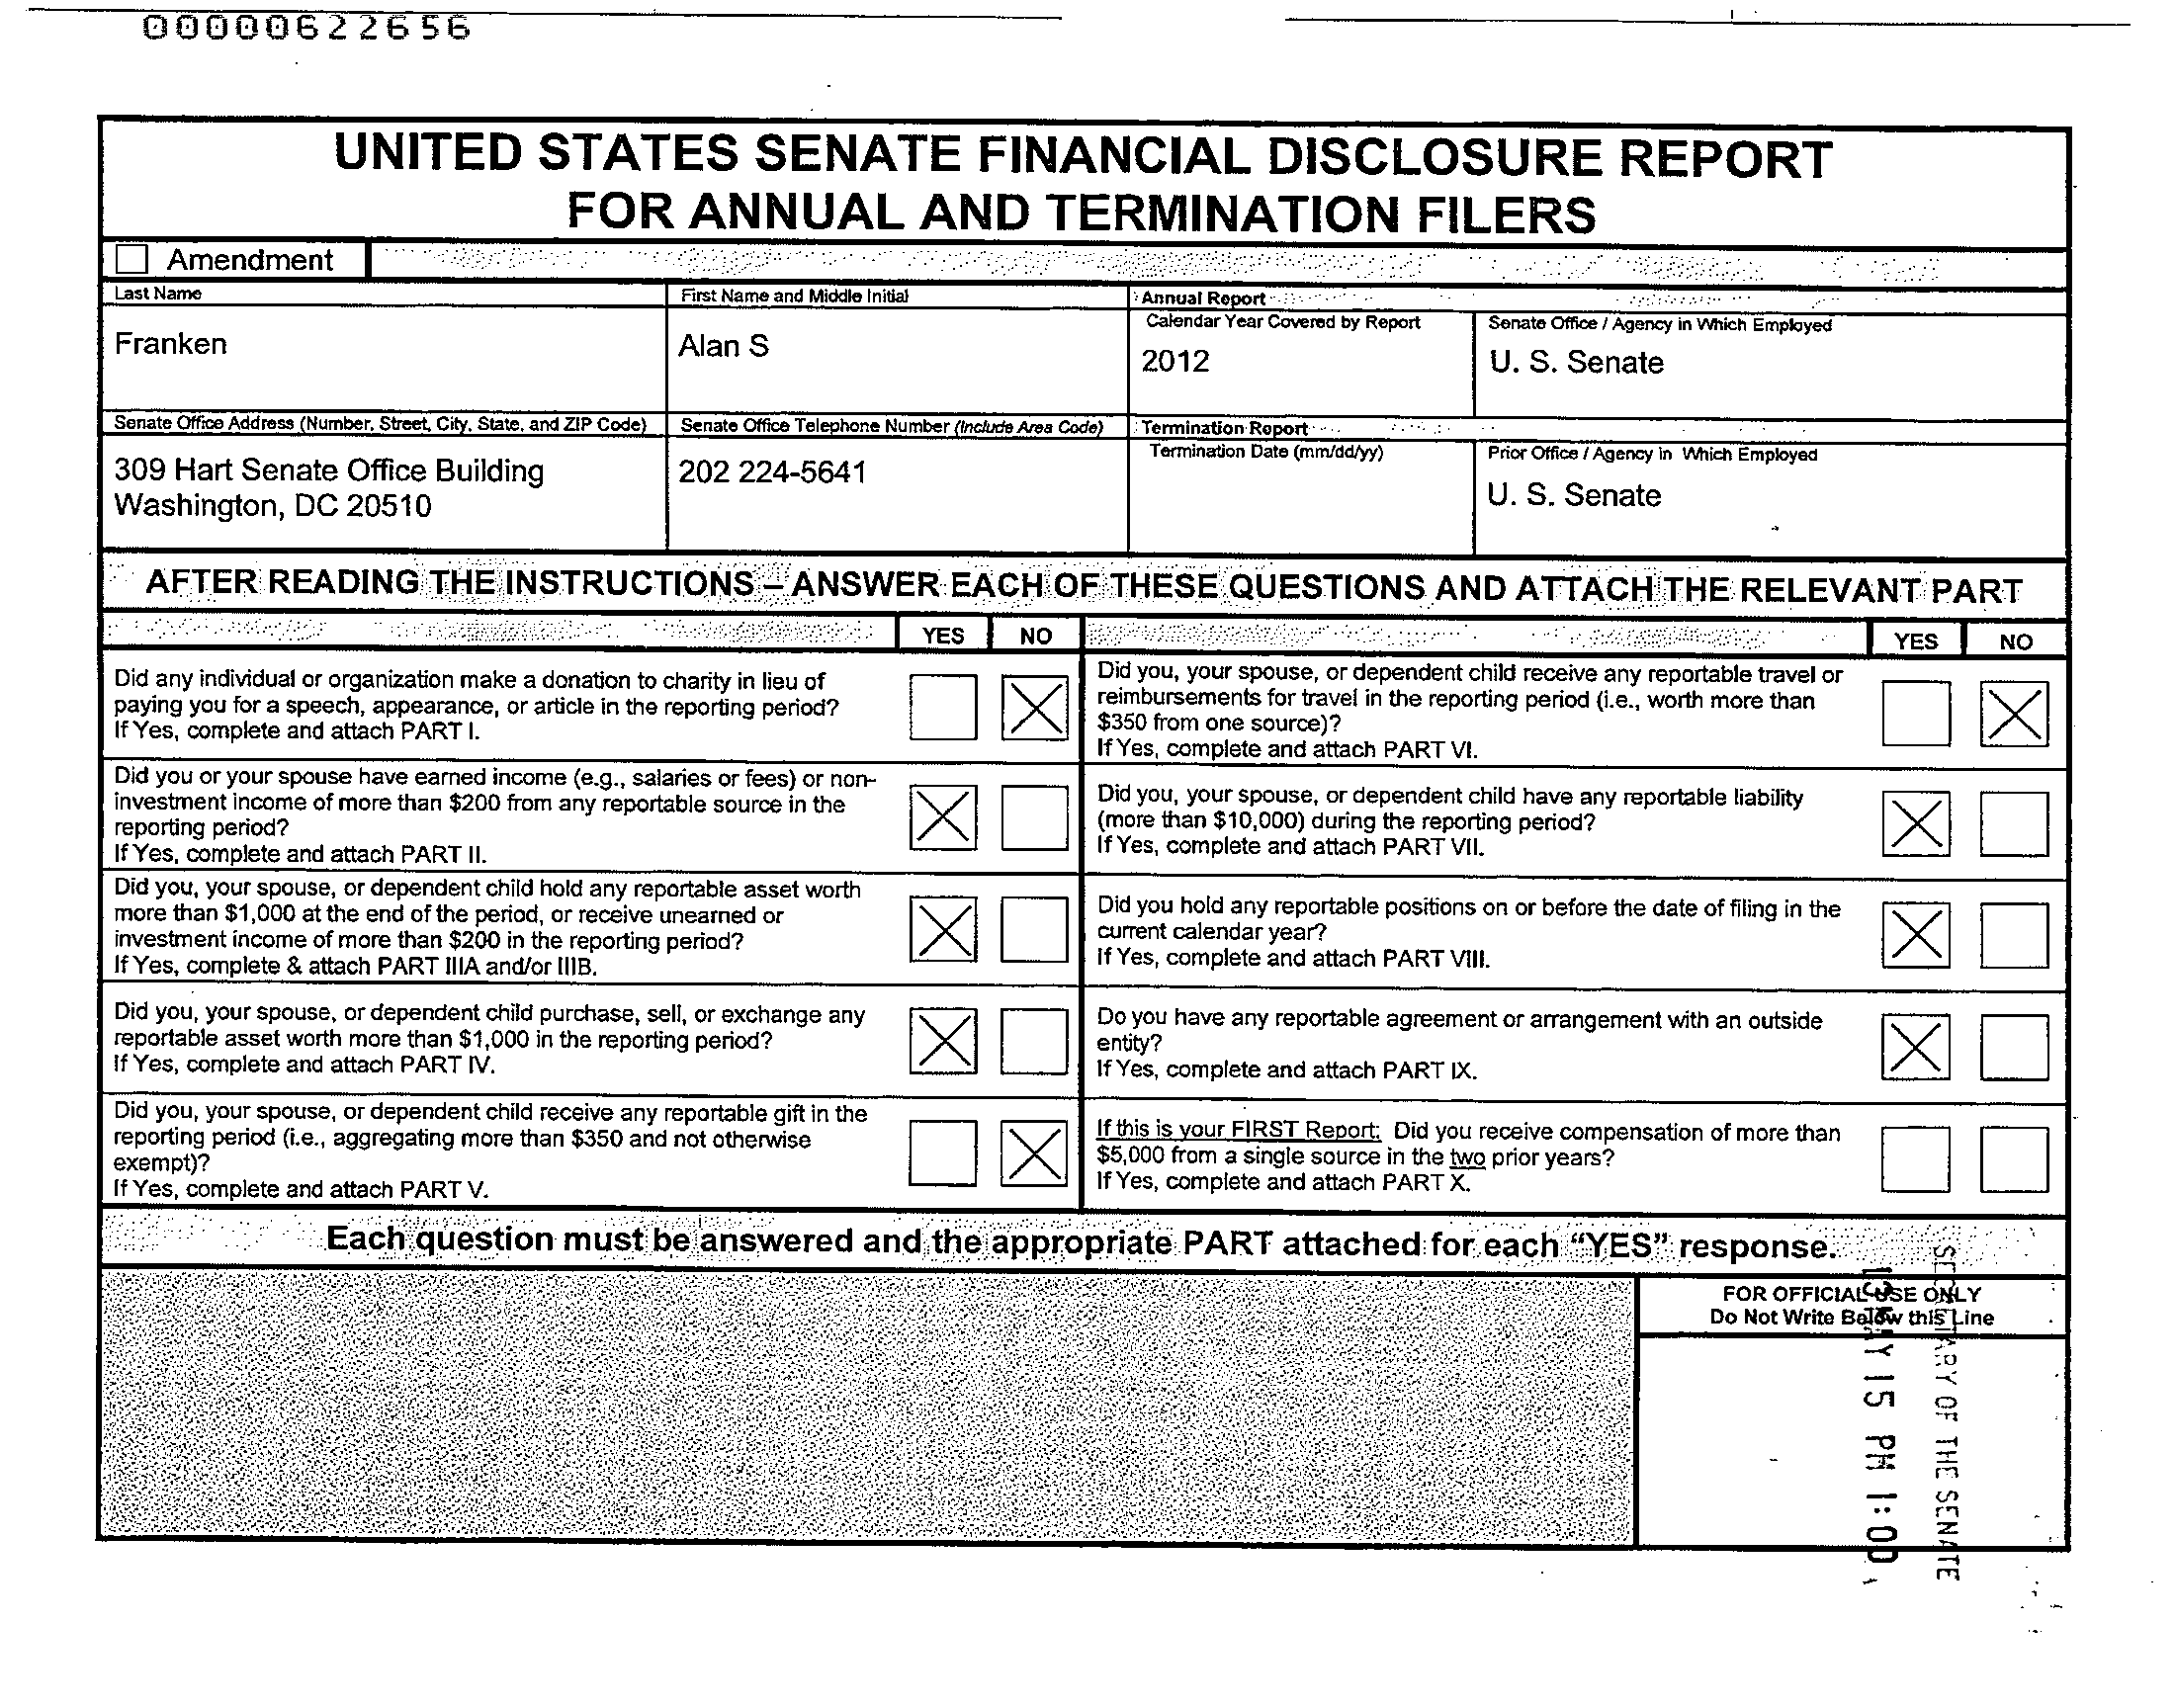 00000622656
UNITED STATES SENATE FINANCIAL DISCLOSURE REPORT
FOR ANNUAL AND TERMINATION FILERS
Amendment
Last Name
First Name and Middle Initial
Annual Report
Calendar Year Covered by Report
Senate Office / Agency in Which Employed
Franken
Alan S
2012
U. S. Senate
Senate Office Address (Number, Street, City, State, and ZIP Code)
Senate Office Telephone Number (Include Area Code)
Termination Report
Termination Date (mm/dd/yy)
Prior Office / Agency in Which Employed
309 Hart Senate Office Building
Washington, DC 20510
202 224-5641
U. S. Senate
AFTER READING THE INSTRUCTIONS – ANSWER EACH OF THESE QUESTIONS AND ATTACH THE RELEVANT PART
YES NO
YES NO
Did any individual or organization make a donation to charity in lieu of
paying you for a speech, appearance, or article in the reporting period?
If Yes, complete and attach PART I.
Did you, your spouse, or dependent child receive any reportable travel or
reimbursements for travel in the reporting period (i.e., worth more than
$350 from one source)?
If Yes, complete and attach PART VI.
Did you or your spouse have earned income (e.g., salaries or fees) or non-
investment income of more than $200 from any reportable source in the
reporting period?
If Yes, complete and attach PART II.
Did you, your spouse, or dependent child have any reportable liability
(more than $10,000) during the reporting period?
If Yes, complete and attach PART VII.
Did you, your spouse, or dependent child hold any reportable asset worth
more than $1,000 at the end of the period, or receive unearned or
investment income of more than $200 in the reporting period?
If Yes, complete & attach PART IIIA and/or IIIB.
Did you hold any reportable positions on or before the date of filing in the
current calendar year?
If Yes, complete and attach PART VIII.
Did you, your spouse, or dependent child purchase, sell, or exchange any
reportable asset worth more than $1,000 in the reporting period?
If Yes, complete and attach PART IV.
Do you have any reportable agreement or arrangement with an outside
entity?
If Yes, complete and attach PART IX.
Did you, your spouse, or dependent child receive any reportable gift in the
reporting period (i.e., aggregating more than $350 and not otherwise
exempt)?
If Yes, complete and attach PART V.
If this is your FIRST Report: Did you receive compensation of more than
$5,000 from a single source in the two prior years?
If Yes, complete and attach PART X.
Each question must be answered and the appropriate PART attached for each “YES” response.
FOR OFFICIAL USE ONLY
Do Not Write Below this Line
SECRETARY OF THE SENATE
13 MAY 15 PM 1:00